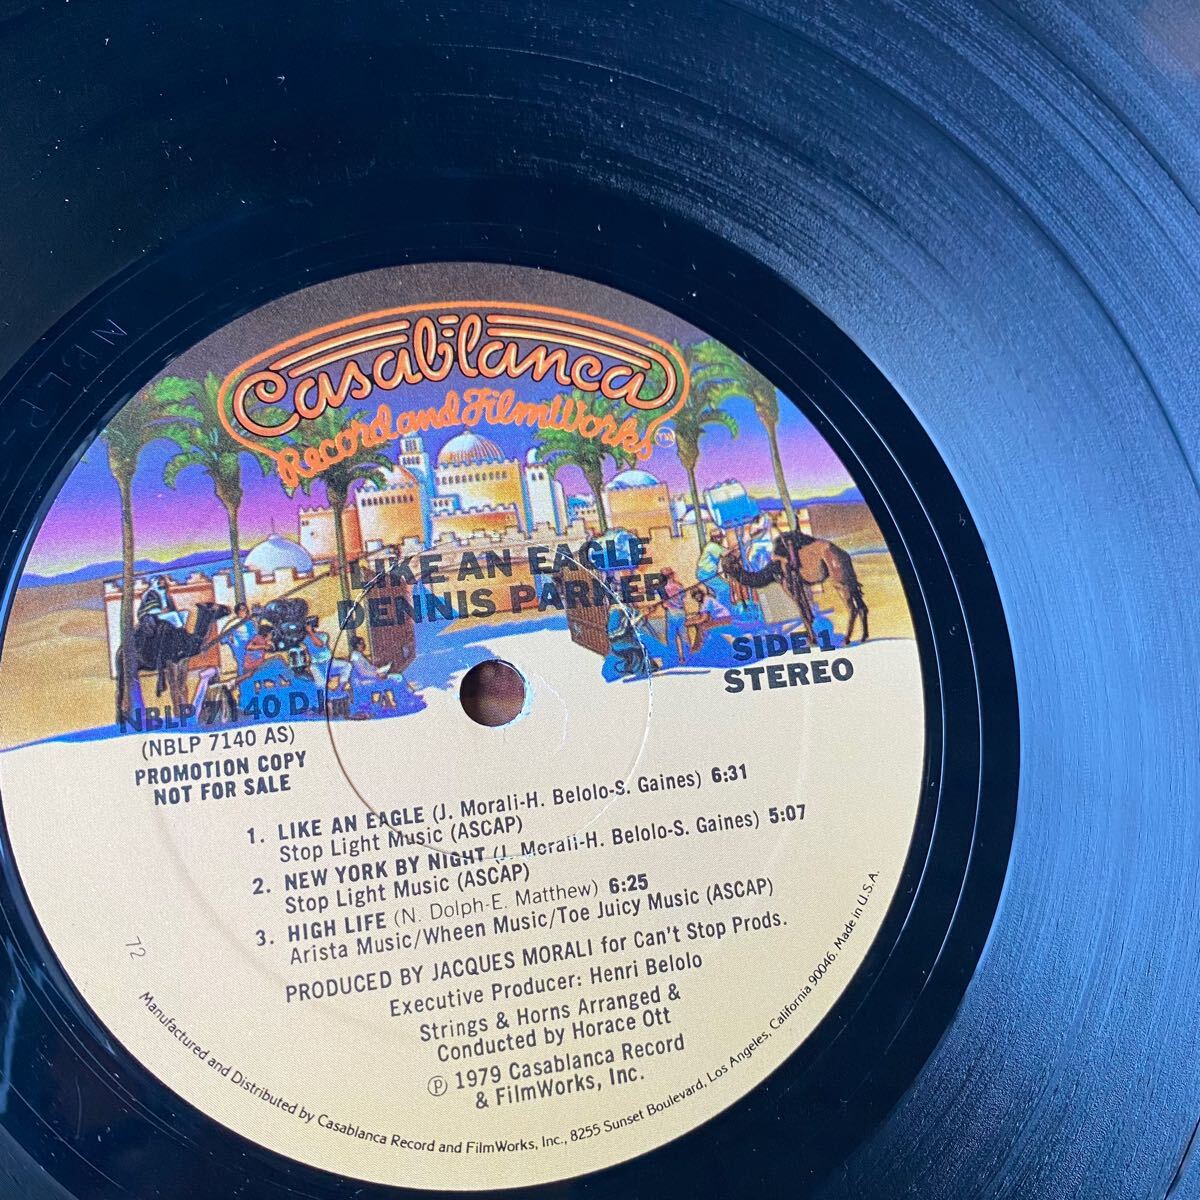 NBLP-
Casablanca
Record and FilmWorks
TM
LIKE AN EAGLE
DENNIS PARKER
SIDE 1
STEREO
NBLP 7140 DJ
(NBLP 7140 AS)
PROMOTION COPY
NOT FOR SALE
1. LIKE AN EAGLE (J. Morali-H. Belolo-S. Gaines) 6:31
Stop Light Music (ASCAP)
2. NEW YORK BY NIGHT (J. Morali-H. Belolo-S. Gaines) 5:07
Stop Light Music (ASCAP)
3. HIGH LIFE (N. Dolph-E. Matthew) 6:25
Arista Music/Wheen Music/Toe Juicy Music (ASCAP)
PRODUCED BY JACQUES MORALI for Can't Stop Prods.
Executive Producer: Henri Belolo
Strings & Horns Arranged &
Conducted by Horace Ott
Ⓟ 1979 Casablanca Record
& FilmWorks, Inc.
72
Manufactured and Distributed by Casablanca Record and FilmWorks, Inc., 8255 Sunset Boulevard, Los Angeles, California 90046. Made in U.S.A.